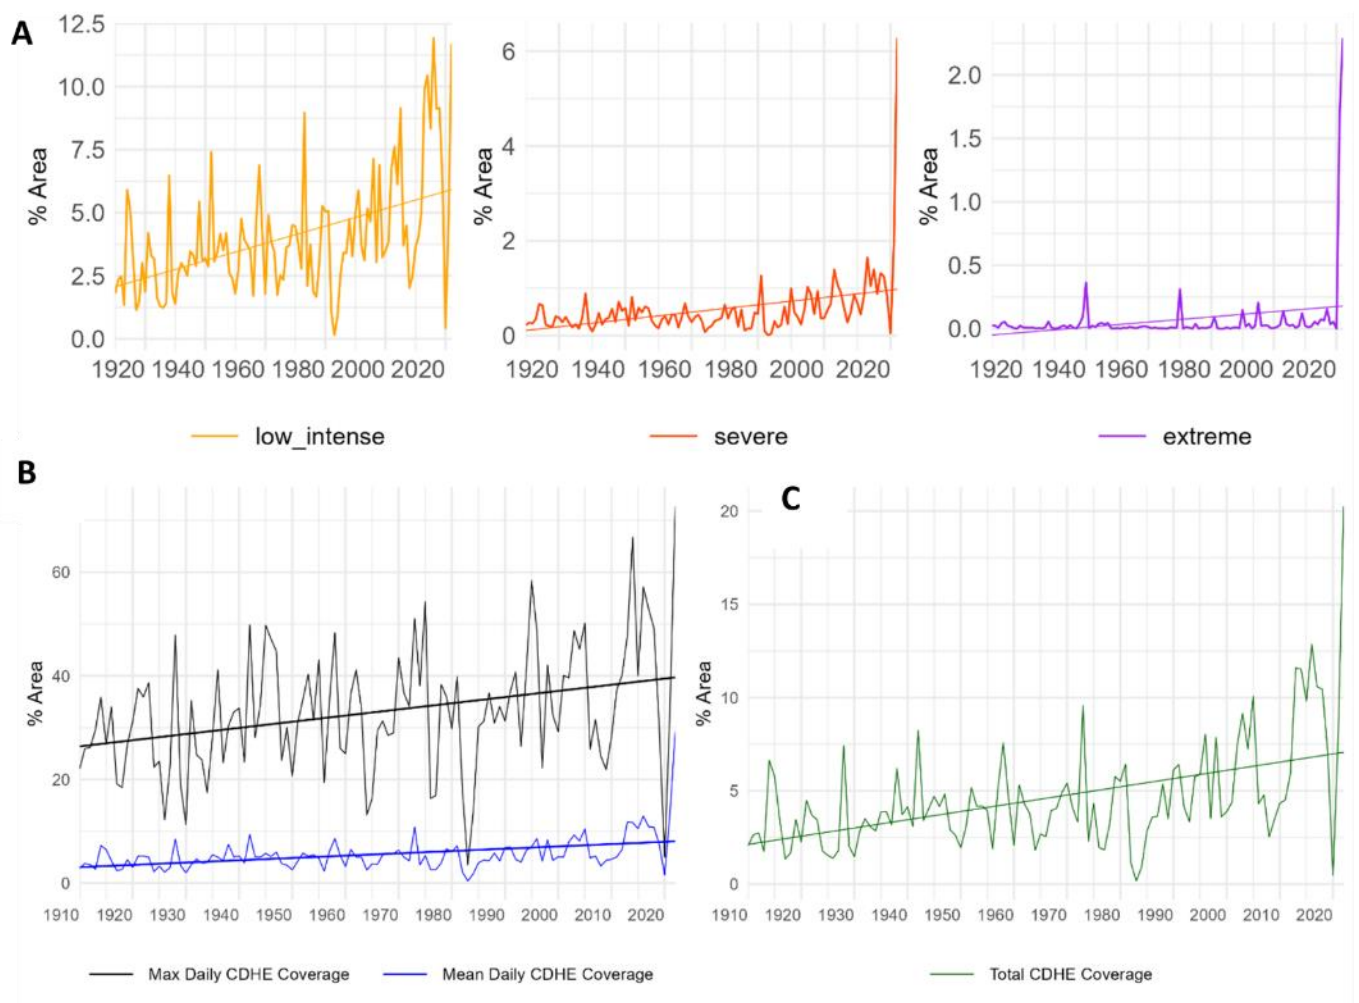 A
% Area
12.5
10.0
7.5
5.0
2.5
0.0
1920 1940 1960 1980 2000 2020
low_intense
% Area
6
4
2
0
1920 1940 1960 1980 2000 2020
severe
% Area
2.0
1.5
1.0
0.5
0.0
1920 1940 1960 1980 2000 2020
extreme
B
% Area
60
40
20
0
1910 1920 1930 1940 1950 1960 1970 1980 1990 2000 2010 2020
Max Daily CDHE Coverage Mean Daily CDHE Coverage
C
% Area
20
15
10
5
0
1910 1920 1930 1940 1950 1960 1970 1980 1990 2000 2010 2020
Total CDHE Coverage